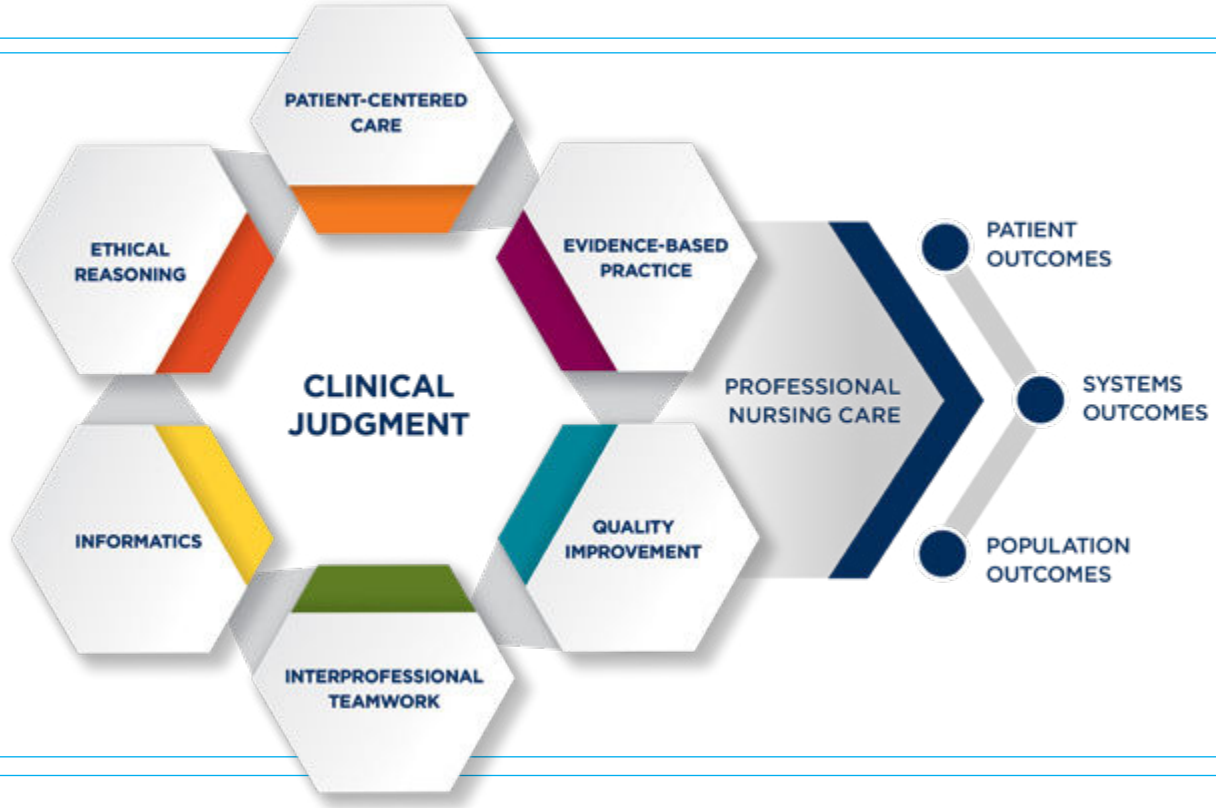 PATIENT-CENTERED
CARE
ETHICAL
REASONING
EVIDENCE-BASED
PRACTICE
CLINICAL
JUDGMENT
INFORMATICS
QUALITY
IMPROVEMENT
INTERPROFESSIONAL
TEAMWORK
PROFESSIONAL
NURSING CARE
PATIENT
OUTCOMES
SYSTEMS
OUTCOMES
POPULATION
OUTCOMES